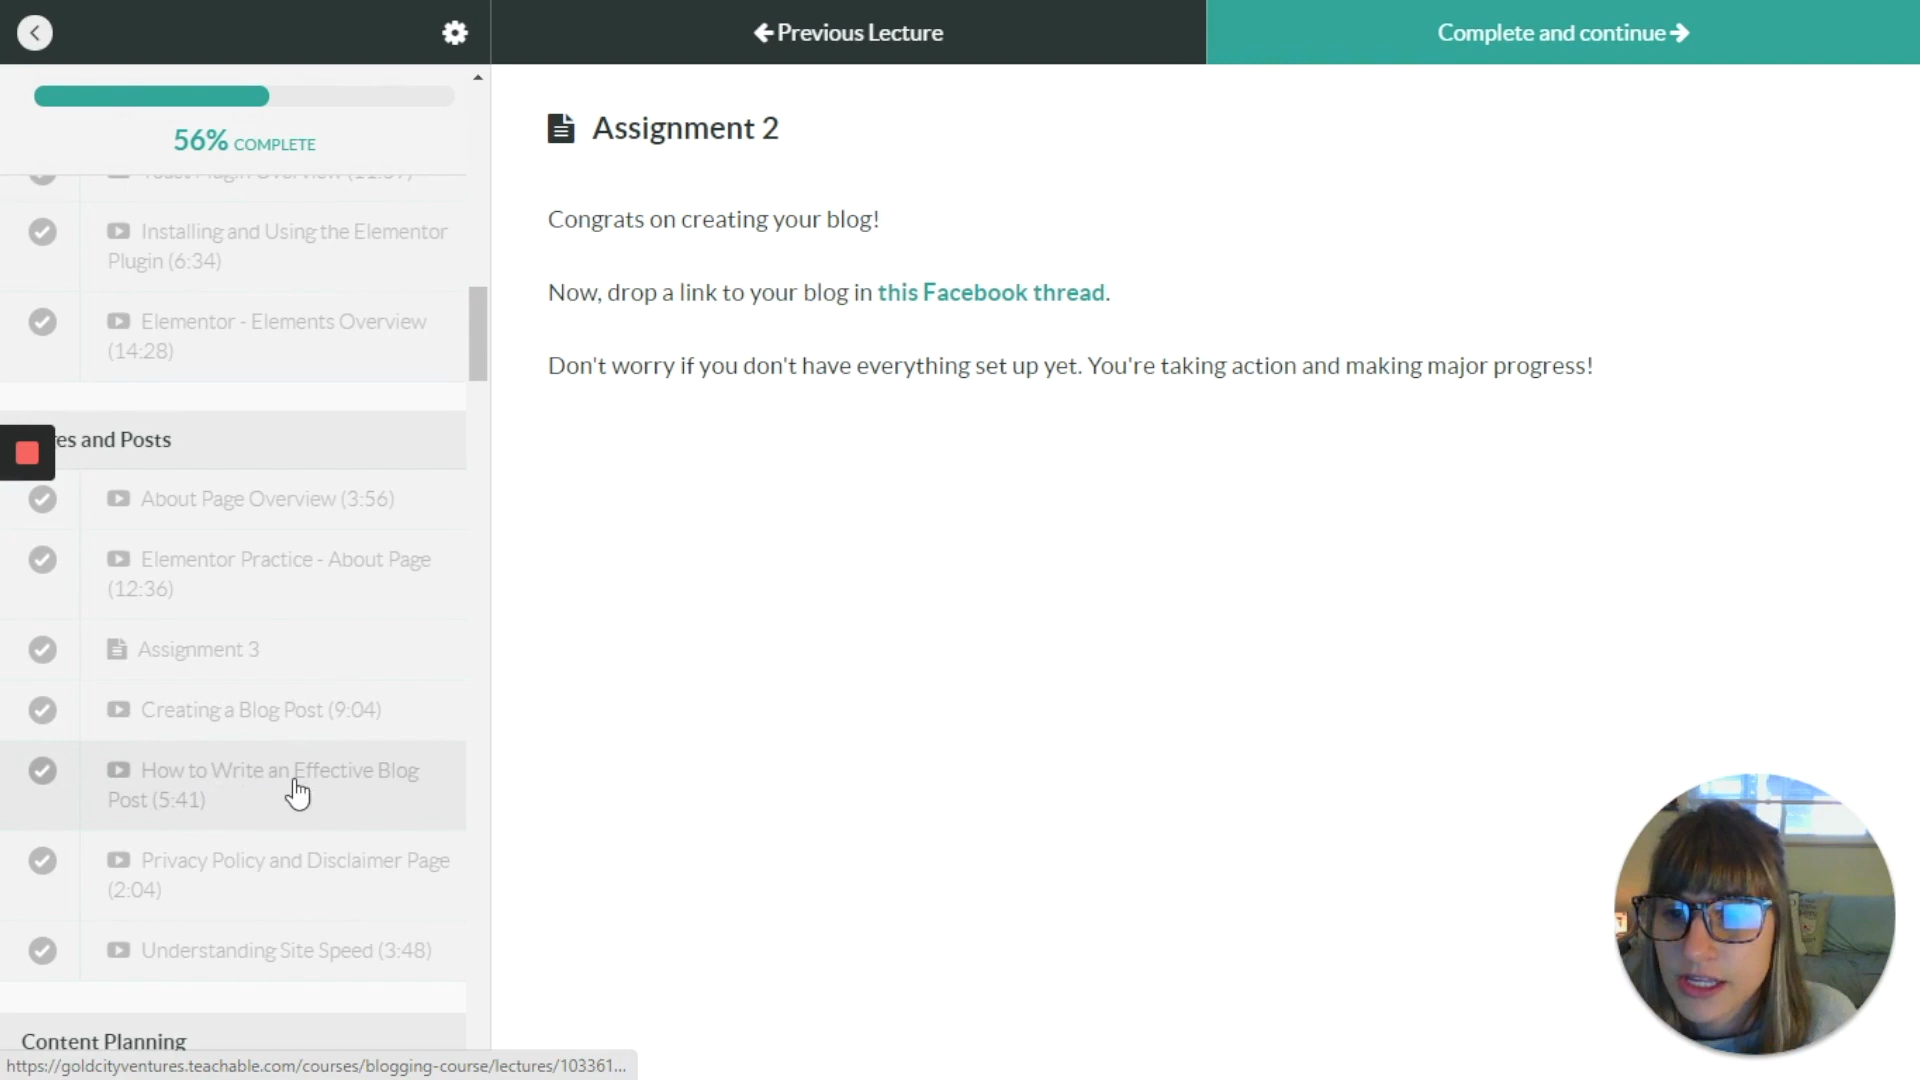 Previous Lecture
Complete and continue
56% COMPLETE
Installing and Using the Elementor
Plugin (6:34)
Elementor - Elements Overview
(14:28)
es and Posts
About Page Overview (3:56)
Elementor Practice - About Page
(12:36)
Assignment 3
Creating a Blog Post (9:04)
How to Write an Effective Blog
Post (5:41)
Privacy Policy and Disclaimer Page
(2:04)
Understanding Site Speed (3:48)
Content Planning
https://goldcityventures.teachable.com/courses/blogging-course/lectures/103361...
Assignment 2
Congrats on creating your blog!
Now, drop a link to your blog in this Facebook thread.
Don't worry if you don't have everything set up yet. You're taking action and making major progress!